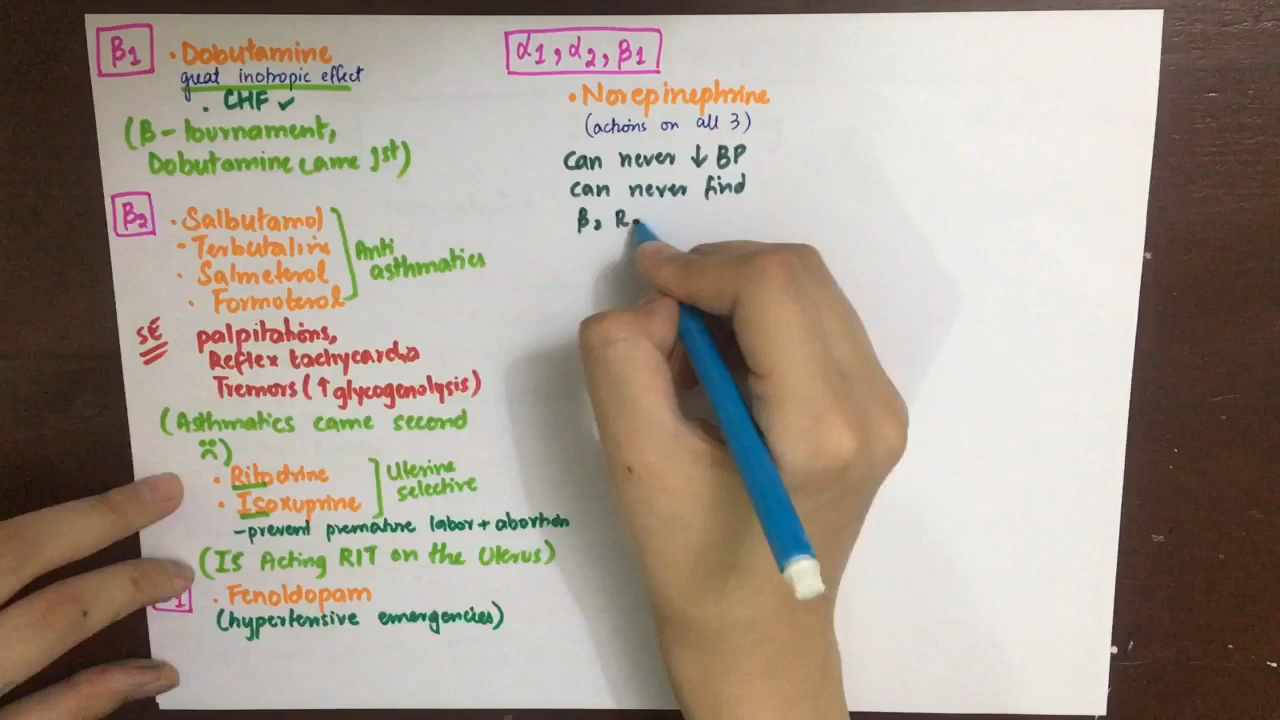 β1
· Dobutamine
great inotropic effect
· CHF ✓
(β-tournament,
Dobutamine came 1st)
β2
· Salbutamol
· Terbutaline
· Salmeterol
· Formoterol
Anti
asthmatics
SE
palpitations,
Reflex tachycardia
Tremors (↑glycogenolysis)
(Asthmatics came second
)
· Ritodrine
· Isoxuprine
Uterine
selective
-prevent premature labor + abortion
(Is Acting RIT on the Uterus)
1
· Fenoldopam
(hypertensive emergencies)
α1, α2, β1
· Norepinephrine
(actions on all 3)
can never ↓ BP
can never find